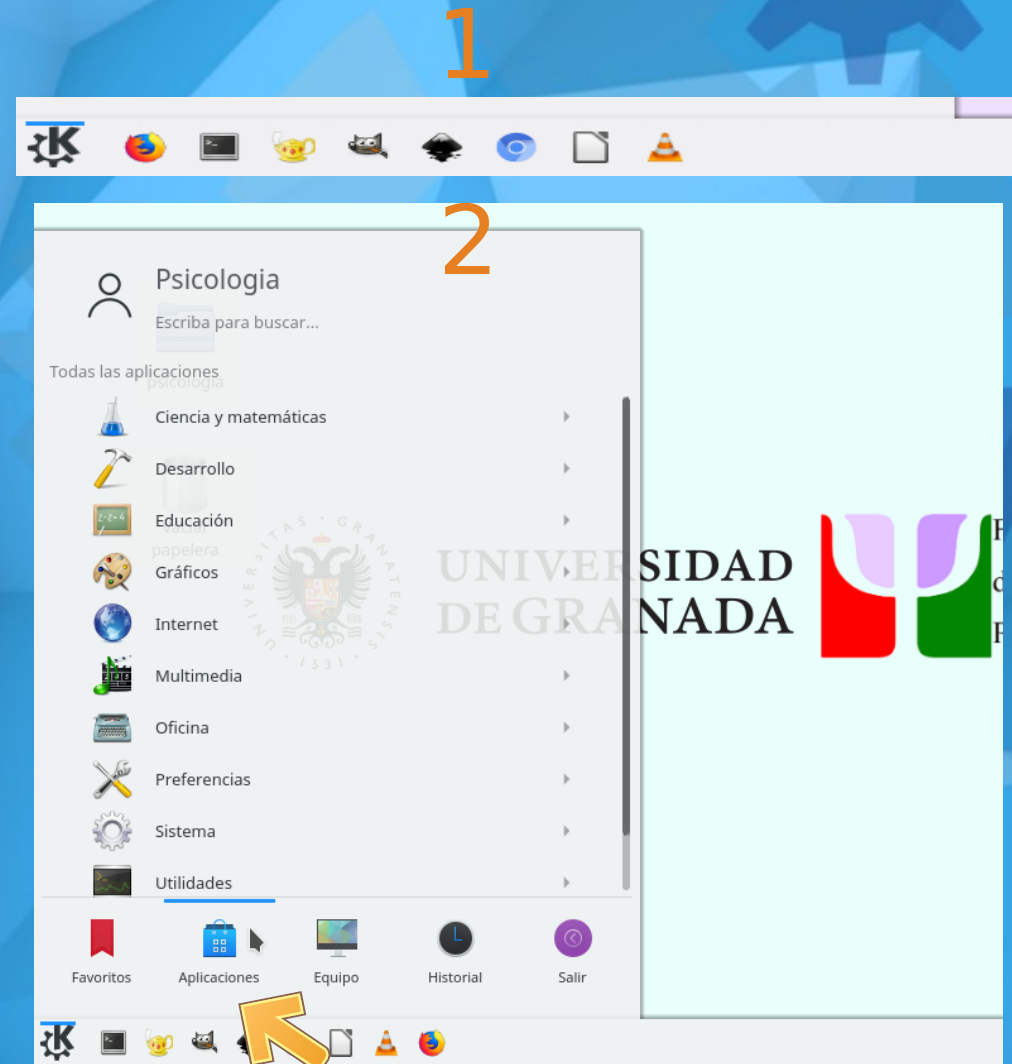 1
2
Psicologia
Escriba para buscar...
Todas las aplicaciones
psicologia
Ciencia y matemáticas
Desarrollo
Educación
papelera
Gráficos
Internet
Multimedia
Oficina
Preferencias
Sistema
Utilidades
UNIVERSIDAD
DE GRANADA
1531
Favoritos
Aplicaciones
Equipo
Historial
Salir